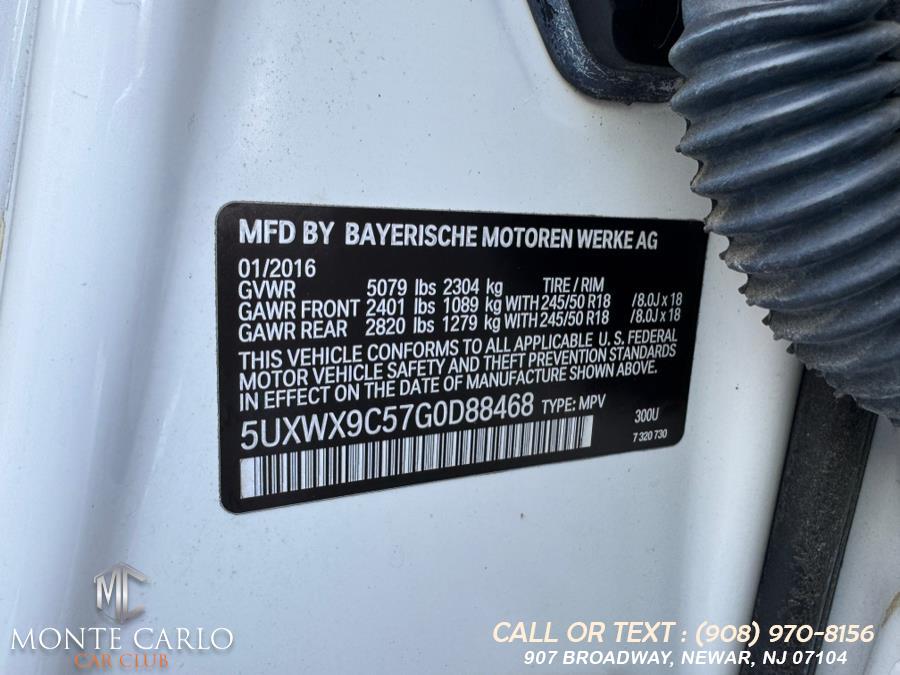 MFD BY BAYERISCHE MOTOREN WERKE AG
01/2016
GVWR 5079 lbs 2304 kg TIRE / RIM
GAWR FRONT 2401 lbs 1089 kg WITH 245/50 R18 /8.0J x 18
GAWR REAR 2820 lbs 1279 kg WITH 245/50 R18 /8.0J x 18
THIS VEHICLE CONFORMS TO ALL APPLICABLE U.S. FEDERAL
MOTOR VEHICLE SAFETY AND THEFT PREVENTION STANDARDS
IN EFFECT ON THE DATE OF MANUFACTURE SHOWN ABOVE.
5UXWX9C57G0D88468 TYPE: MPV 300U
7 320 730
MC
MONTE CARLO
CAR CLUB
CALL OR TEXT : (908) 970-8156
907 BROADWAY, NEWAR, NJ 07104